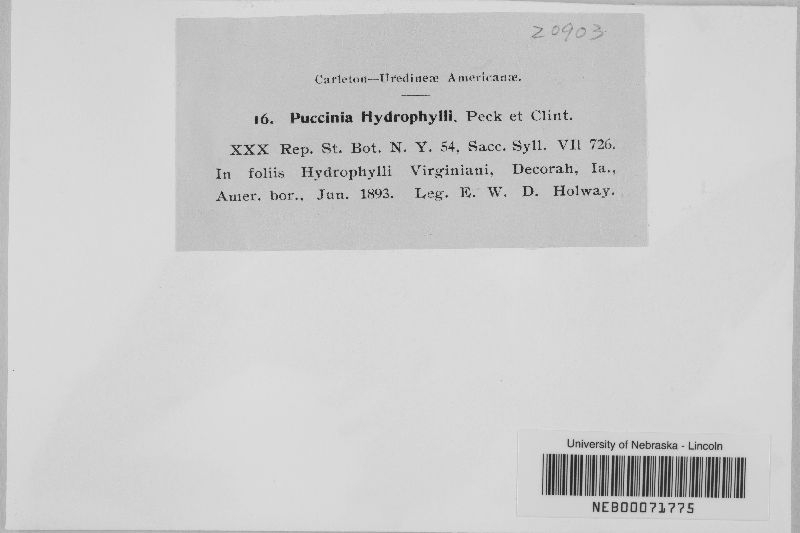 20903
Carleton—Uredineæ Americanæ.
16. Puccinia Hydrophylli, Peck et Clint.
XXX Rep. St. Bot. N. Y. 54, Sacc. Syll. VII 726.
In foliis Hydrophylli Virginiani, Decorah, Ia.,
Amer. bor., Jun. 1893. Leg. E. W. D. Holway.
University of Nebraska - Lincoln
NEB00071775